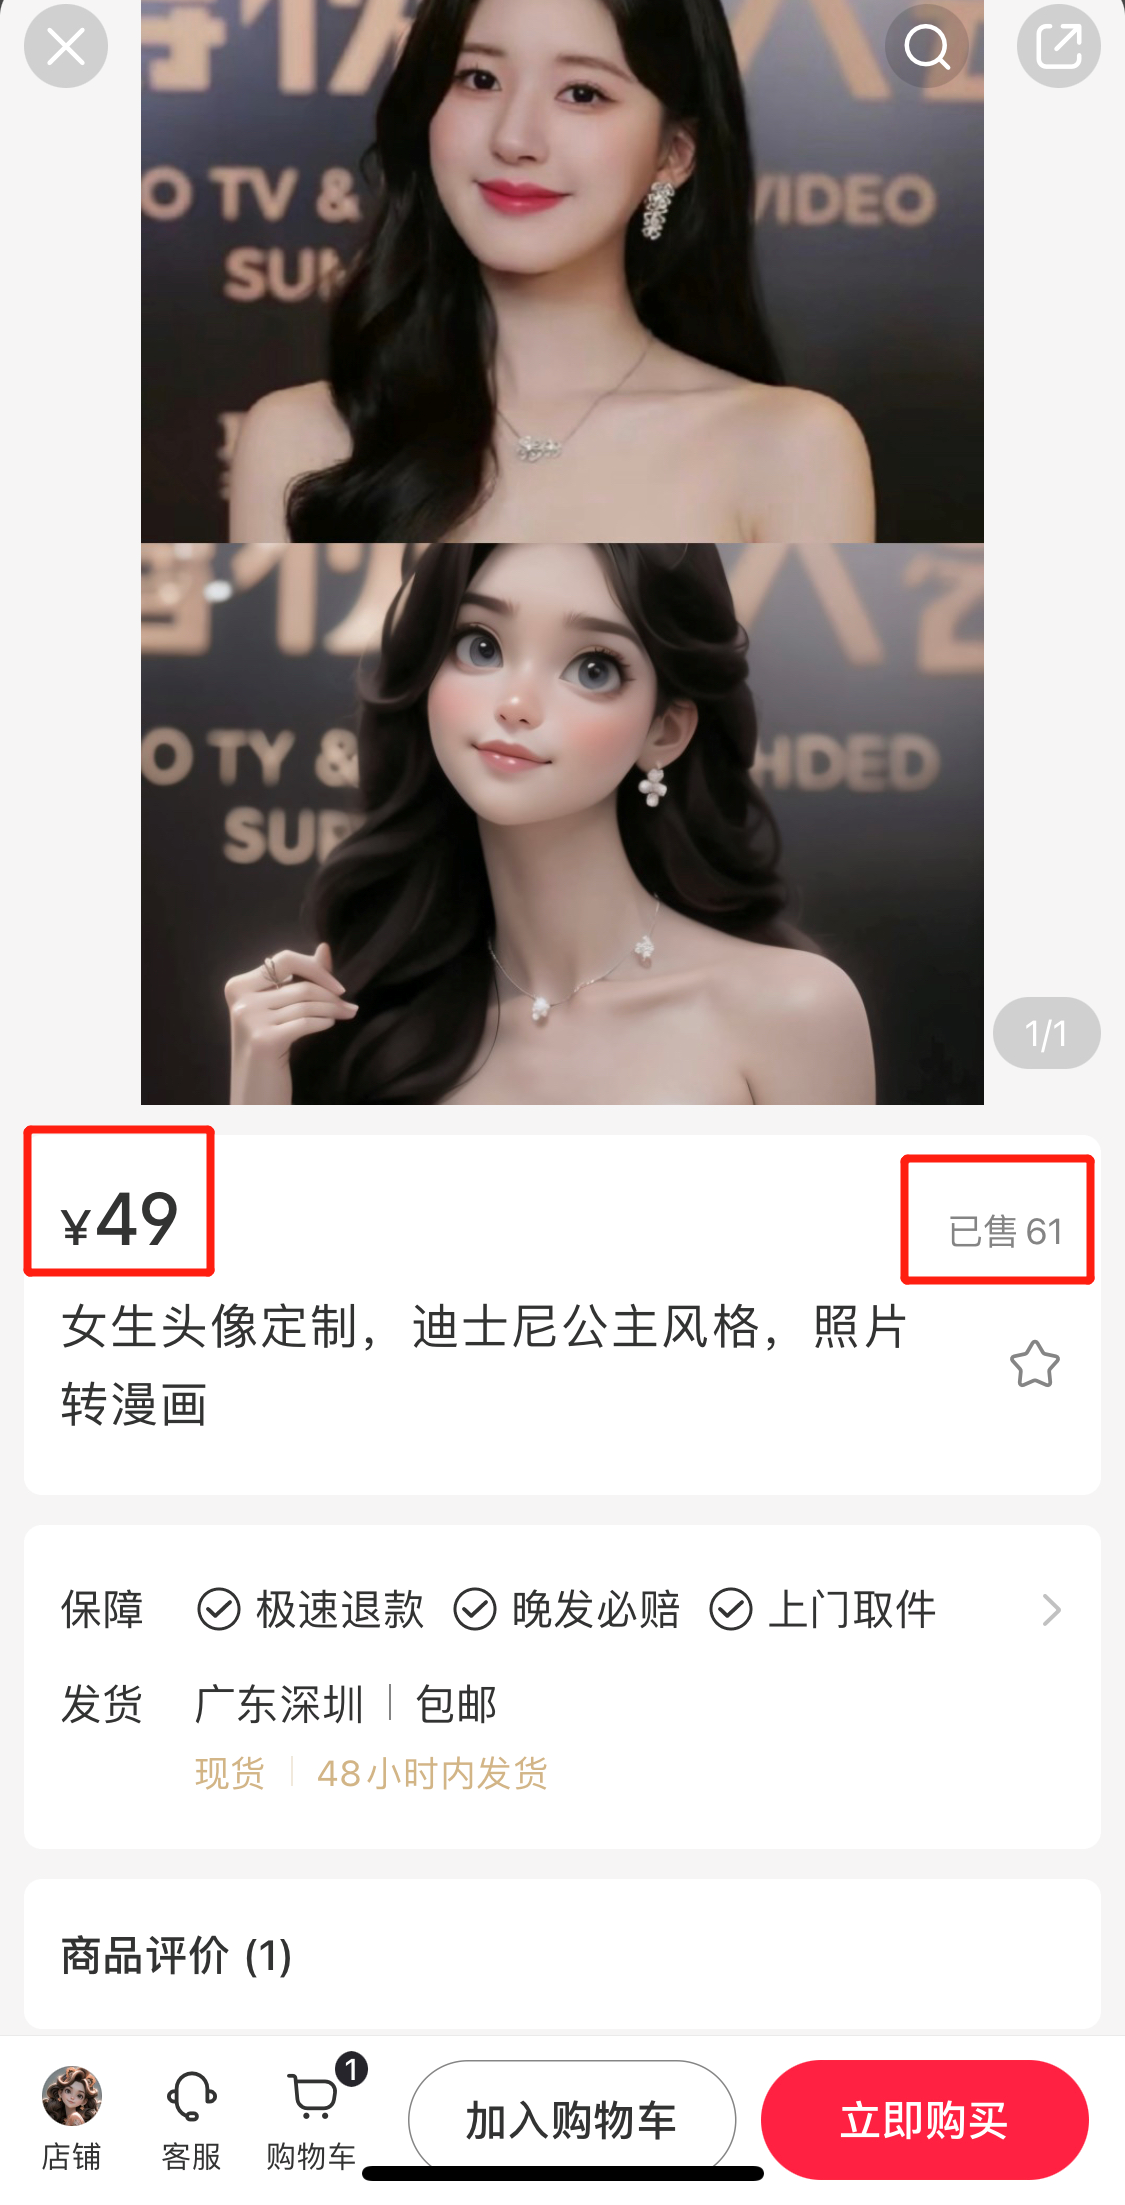 O TV &
VIDEO
SUM
O TY &
HDED
SUP
1/1
¥49
已售 61
女生头像定制，迪士尼公主风格，照片
转漫画
保障 极速退款 晚发必赔 上门取件
发货 广东深圳 | 包邮
现货 | 48小时内发货
商品评价 (1)
1
店铺 客服 购物车 加入购物车 立即购买